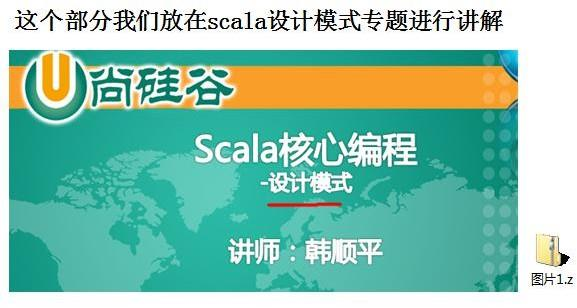 这个部分我们放在scala设计模式专题进行讲解
尚硅谷
Scala核心编程
-设计模式
讲师：韩顺平
图片1.z